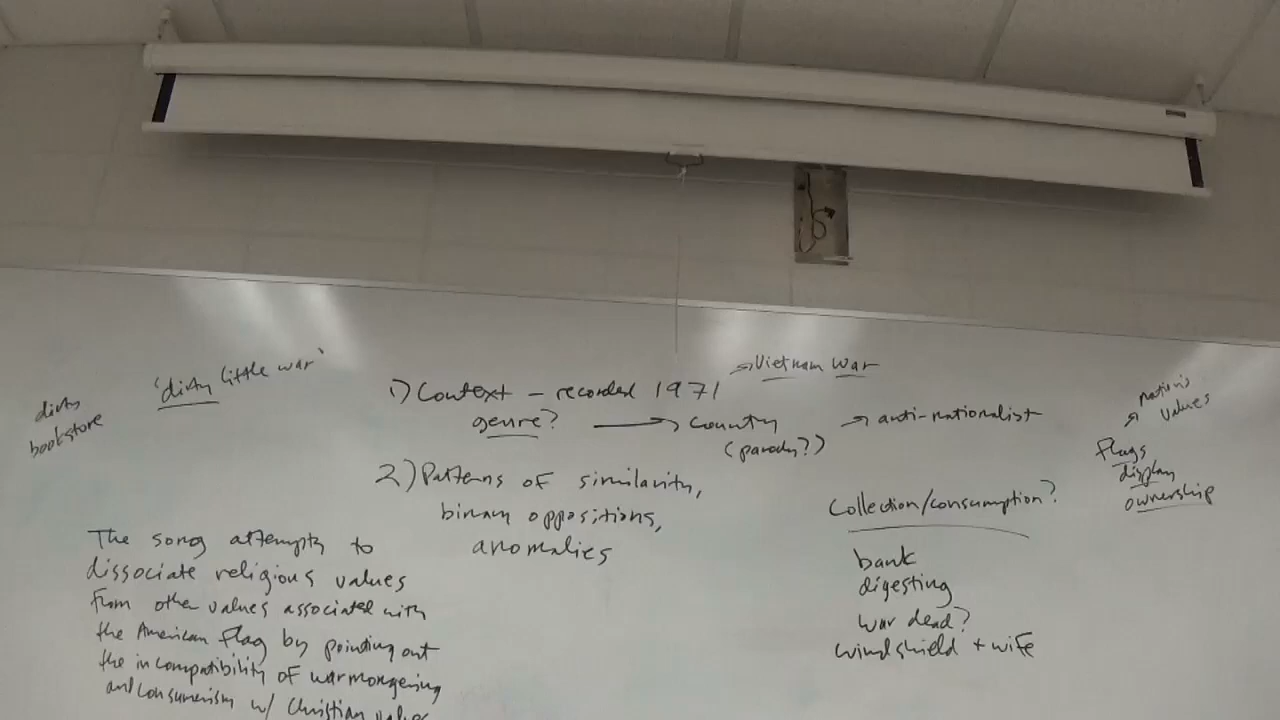 dirty
bookstore
'dirty little war'
1) Context – recorded 1971
→ Vietnam War
genre? → Country → anti-nationalist
(parody?)
2) Patterns of similarity,
binary oppositions,
anomalies
The song attempts to
dissociate religious values
from other values associated with
the American flag by pointing out
the incompatibility of warmongering
and consumerism w/ Christian values
Collection/consumption?
bank
digesting
war dead?
windshield + wife
nation's
values
flags
display
ownership